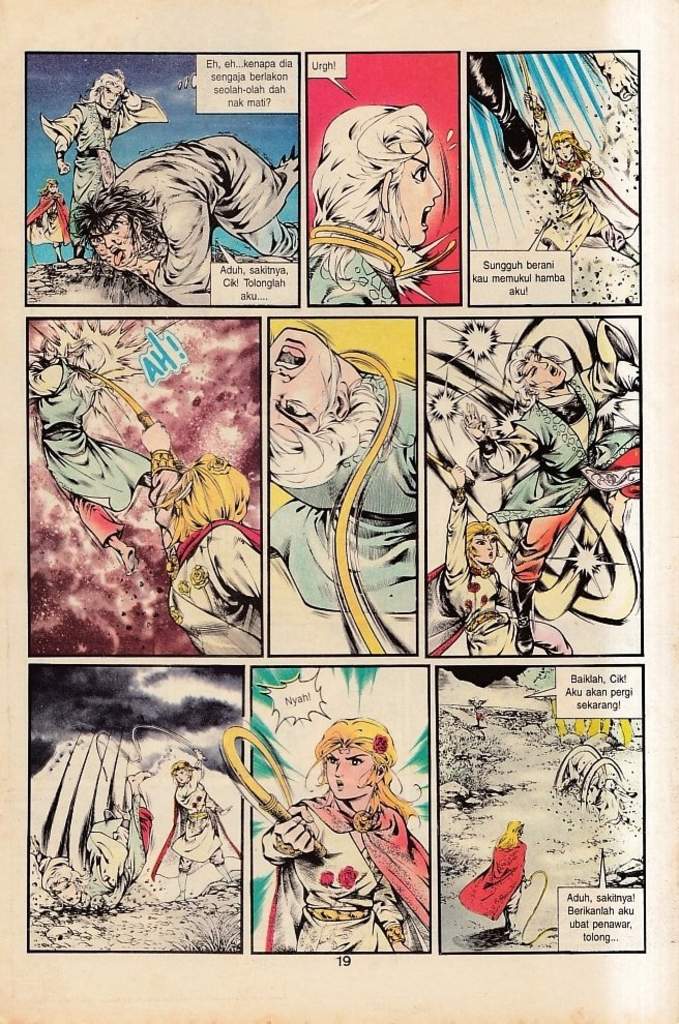 Eh, eh...kenapa dia
sengaja berlakon
seolah-olah dah
nak mati?
Aduh, sakitnya,
Cik! Tolonglah
aku....
Urgh!
Sungguh berani
kau memukul hamba
aku!
AH!
Nyah!
Baiklah, Cik!
Aku akan pergi
sekarang!
Aduh, sakitnya!
Berikanlah aku
ubat penawar,
tolong...
19